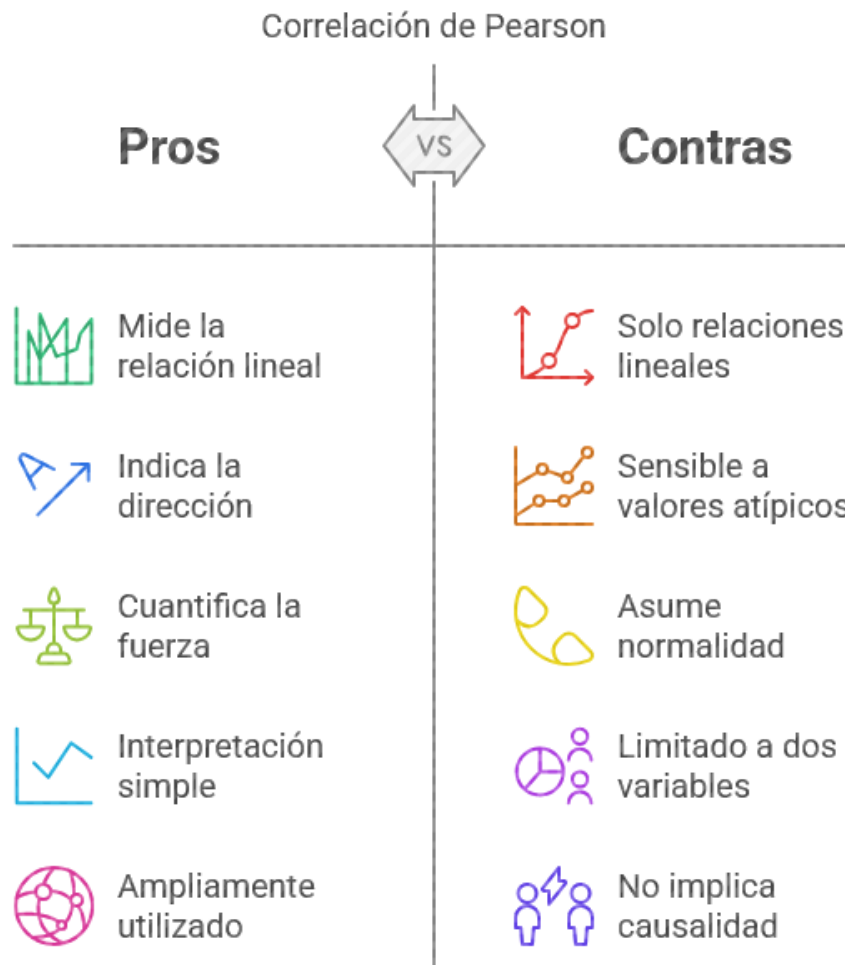 Correlación de Pearson
Pros
VS
Contras
Mide la
relación lineal
Solo relaciones
lineales
Indica la
dirección
Sensible a
valores atípicos
Cuantifica la
fuerza
Asume
normalidad
Interpretación
simple
Limitado a dos
variables
Ampliamente
utilizado
No implica
causalidad